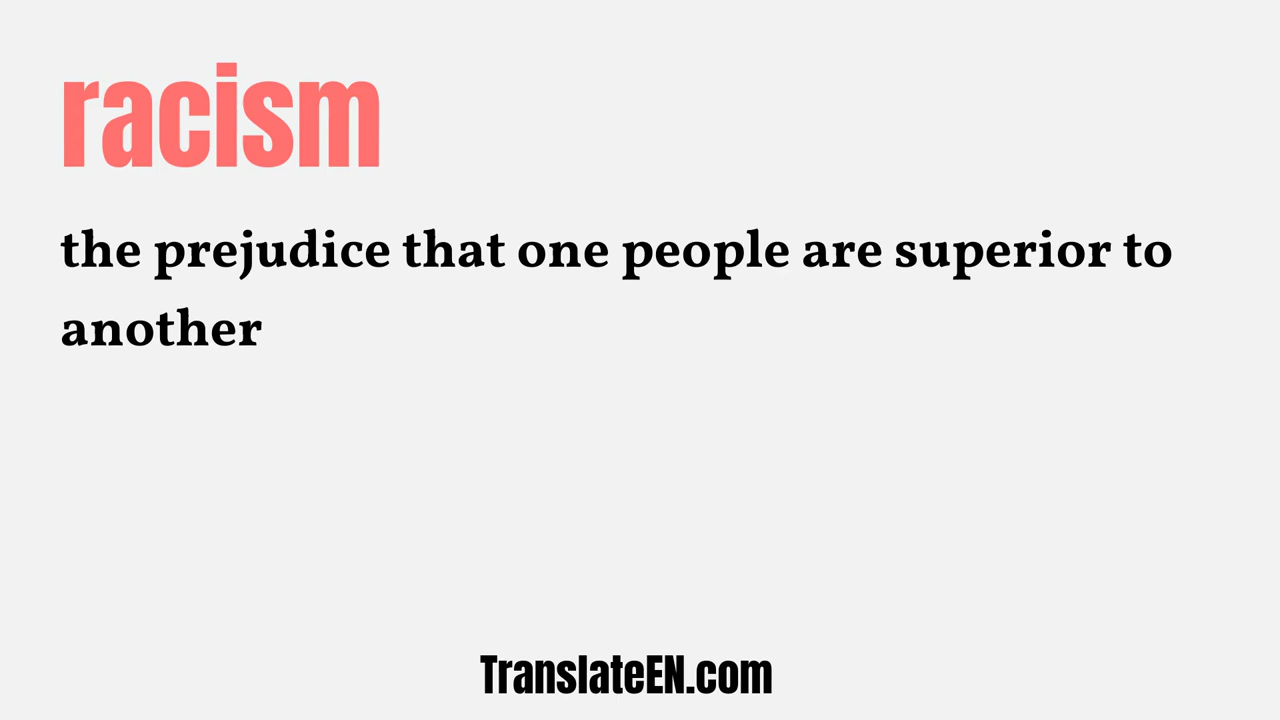 racism
the prejudice that one people are superior to
another
TranslateEN.com